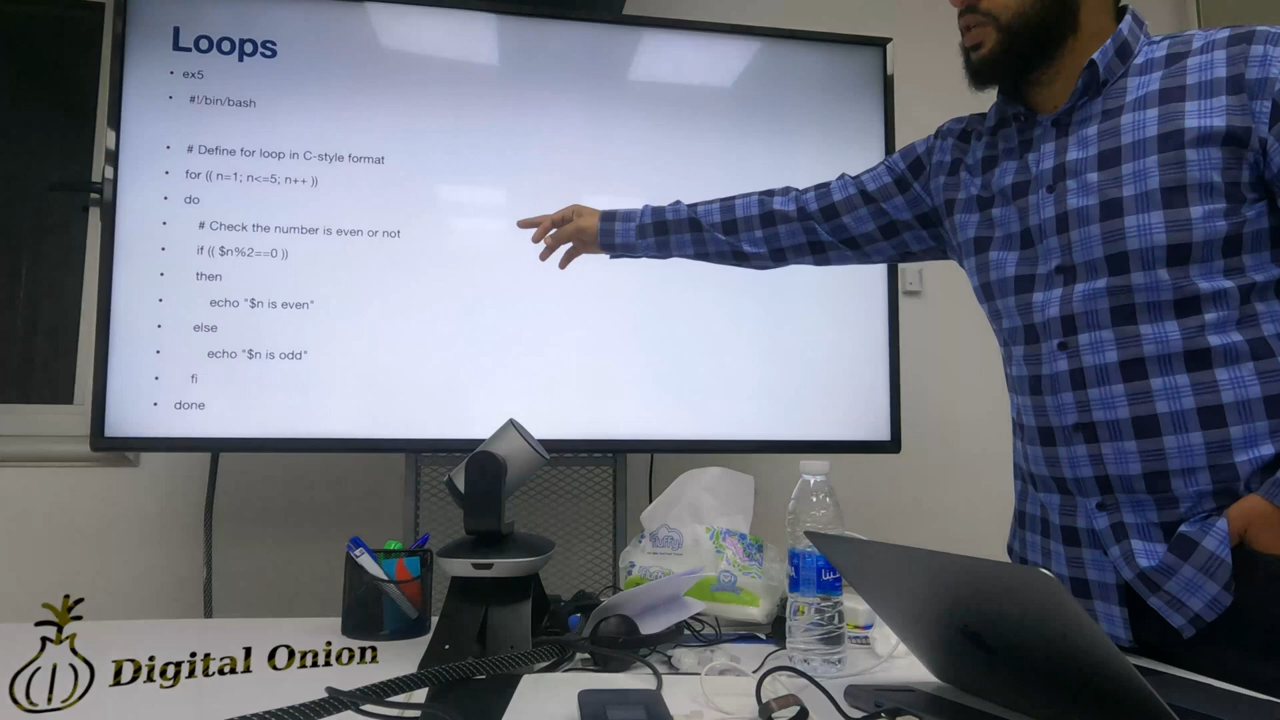 Loops
• ex5
• #!/bin/bash
• # Define for loop in C-style format
• for (( n=1; n<=5; n++ ))
• do
• # Check the number is even or not
• if (( $n%2==0 ))
• then
• echo "$n is even"
• else
• echo "$n is odd"
• fi
• done
fluffy
Digital Onion